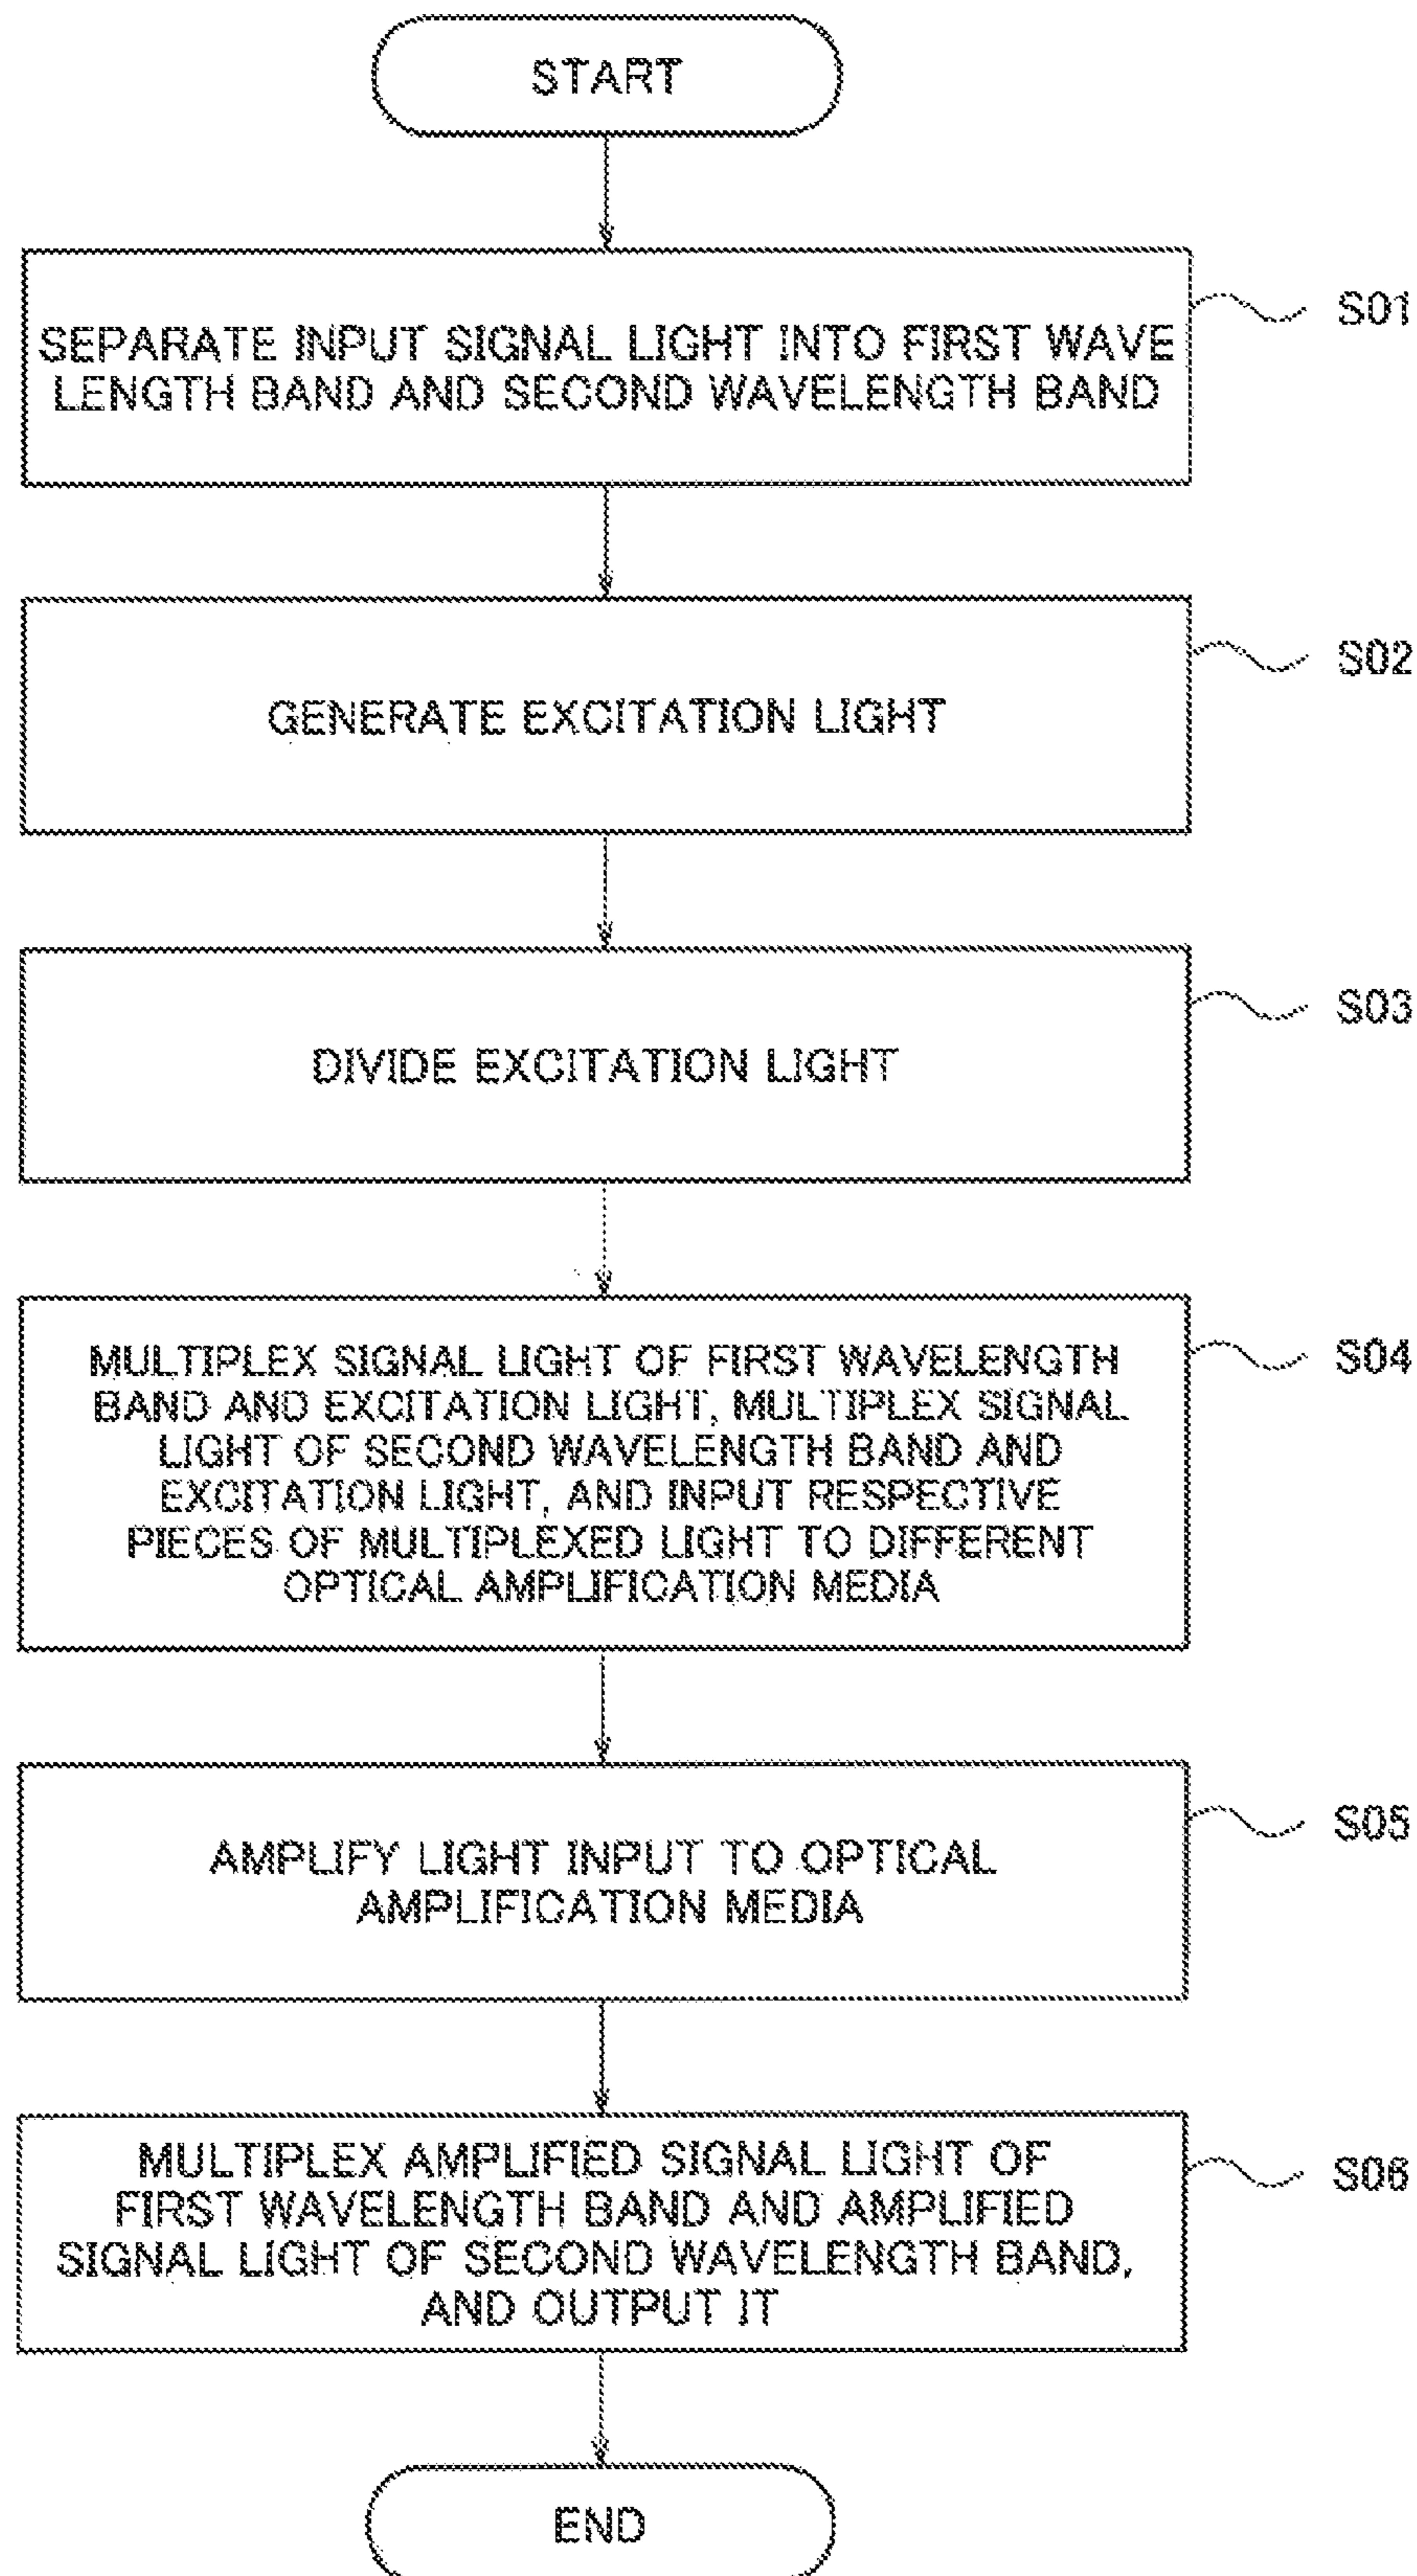 START
SEPARATE INPUT SIGNAL LIGHT INTO FIRST WAVE
LENGTH BAND AND SECOND WAVELENGTH BAND
S01
GENERATE EXCITATION LIGHT
S02
DIVIDE EXCITATION LIGHT
S03
MULTIPLEX SIGNAL LIGHT OF FIRST WAVELENGTH
BAND AND EXCITATION LIGHT, MULTIPLEX SIGNAL
LIGHT OF SECOND WAVELENGTH BAND AND
EXCITATION LIGHT, AND INPUT RESPECTIVE
PIECES OF MULTIPLEXED LIGHT TO DIFFERENT
OPTICAL AMPLIFICATION MEDIA
S04
AMPLIFY LIGHT INPUT TO OPTICAL
AMPLIFICATION MEDIA
S05
MULTIPLEX AMPLIFIED SIGNAL LIGHT OF
FIRST WAVELENGTH BAND AND AMPLIFIED
SIGNAL LIGHT OF SECOND WAVELENGTH BAND,
AND OUTPUT IT
S06
END